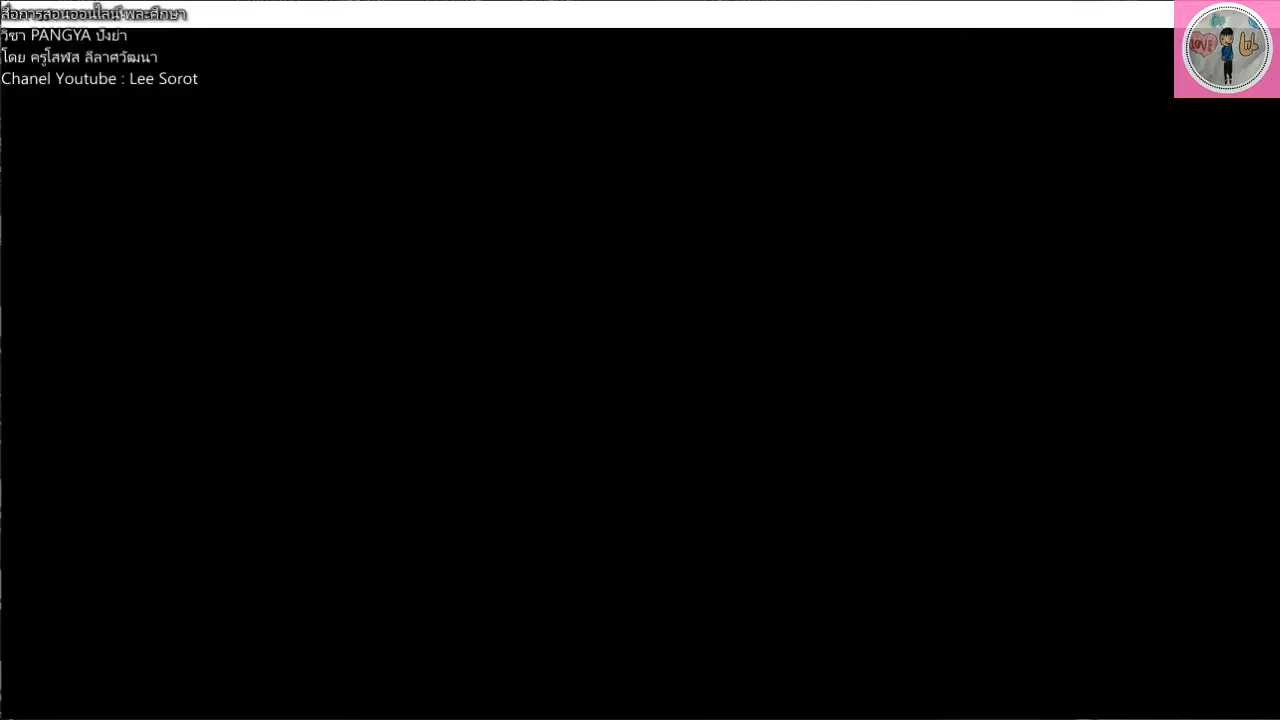 สื่อการสอนออนไลน์ พละศึกษา
วิชา PANGYA ปังย่า
โดย ครูโสฬส ลีลาศวัฒนา
Chanel Youtube : Lee Sorot
LOVE